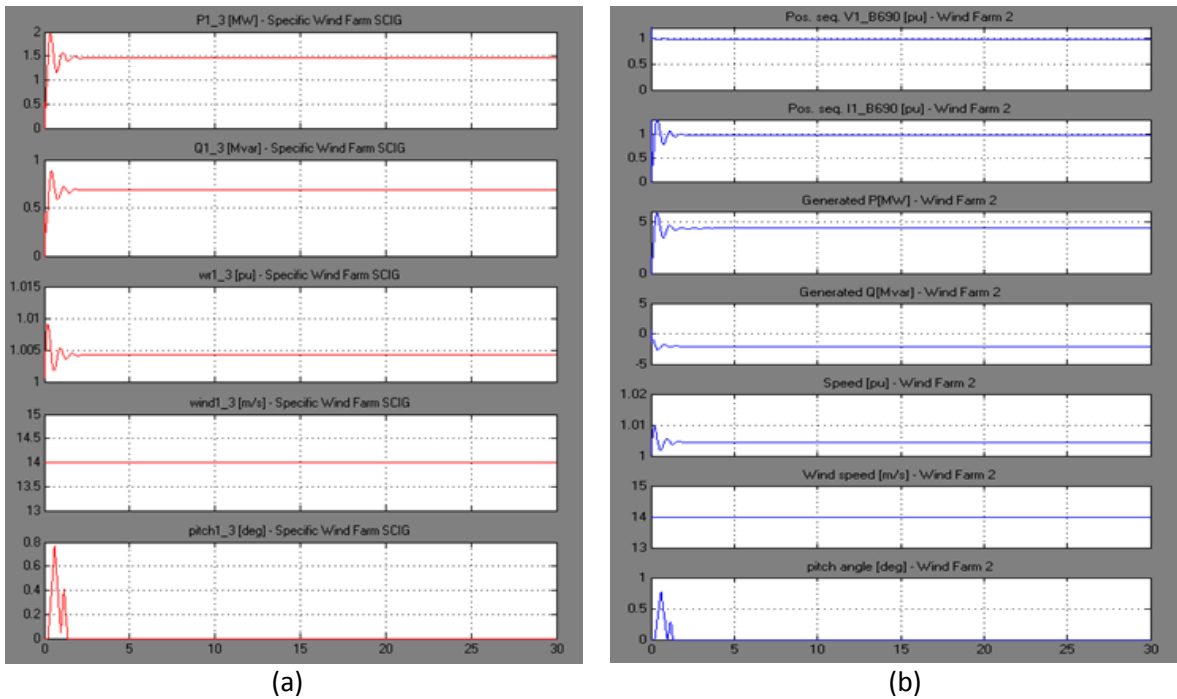 P1_3 [MW] - Specific Wind Farm SCIG
2
1.5
1
0.5
0
Q1_3 [Mvar] - Specific Wind Farm SCIG
1
0.5
0
wr1_3 [pu] - Specific Wind Farm SCIG
1.015
1.01
1.005
1
wind1_3 [m/s] - Specific Wind Farm SCIG
15
14.5
14
13.5
13
pitch1_3 [deg] - Specific Wind Farm SCIG
0.8
0.6
0.4
0.2
0
0 5 10 15 20 25 30
(a)
Pos. seq. V1_B690 [pu] - Wind Farm 2
1
0.5
0
Pos. seq. I1_B690 [pu] - Wind Farm 2
1
0.5
0
Generated P[MW] - Wind Farm 2
5
0
Generated Q[Mvar] - Wind Farm 2
5
0
-5
Speed [pu] - Wind Farm 2
1.02
1.01
1
Wind speed [m/s] - Wind Farm 2
15
14
13
pitch angle [deg] - Wind Farm 2
1
0.5
0
0 5 10 15 20 25 30
(b)